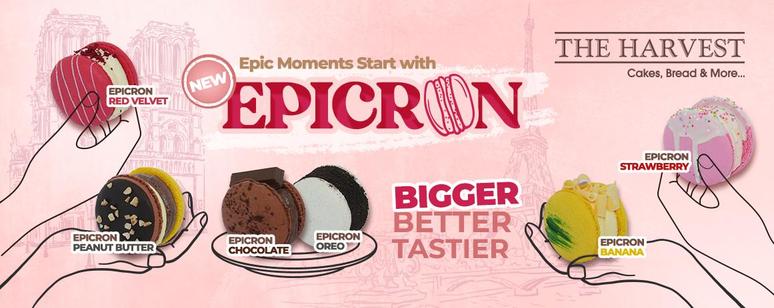 Epic Moments Start with
NEW
EPICRON
THE HARVEST
Cakes, Bread & More...
EPICRON
RED VELVET
EPICRON
PEANUT BUTTER
EPICRON
CHOCOLATE
EPICRON
OREO
BIGGER
BETTER
TASTIER
EPICRON
BANANA
EPICRON
STRAWBERRY